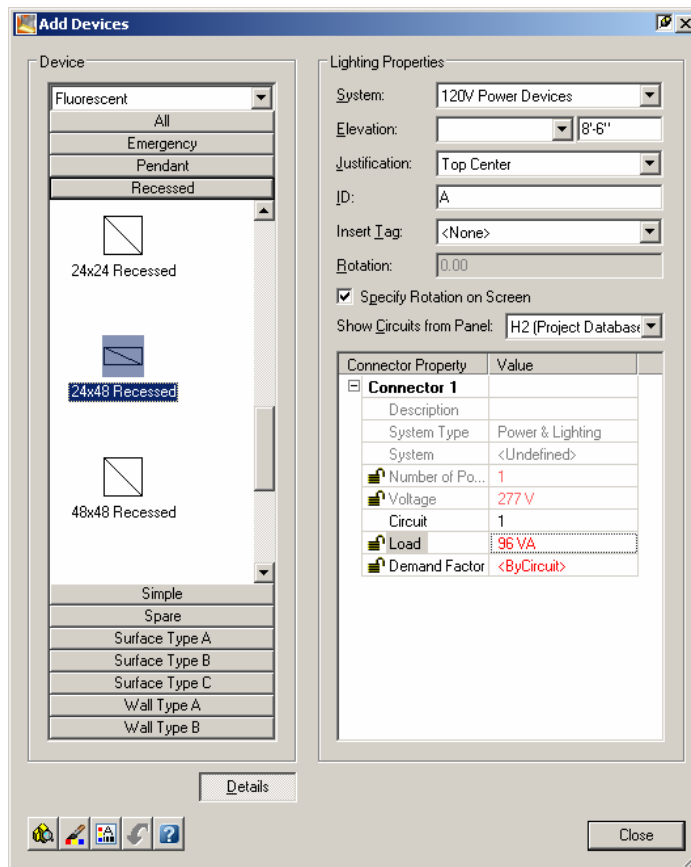 Add Devices
Device
Fluorescent
All
Emergency
Pendant
Recessed
24x24 Recessed
24x48 Recessed
48x48 Recessed
Simple
Spare
Surface Type A
Surface Type B
Surface Type C
Wall Type A
Wall Type B
Details
Lighting Properties
System: 120V Power Devices
Elevation: 8'-6"
Justification: Top Center
ID: A
Insert Tag: <None>
Rotation: 0.00
Specify Rotation on Screen
Show Circuits from Panel: H2 (Project Database
Connector Property Value
Connector 1
Description
System Type Power & Lighting
System <Undefined>
Number of Po... 1
Voltage 277 V
Circuit 1
Load 96 VA
Demand Factor <ByCircuit>
Close